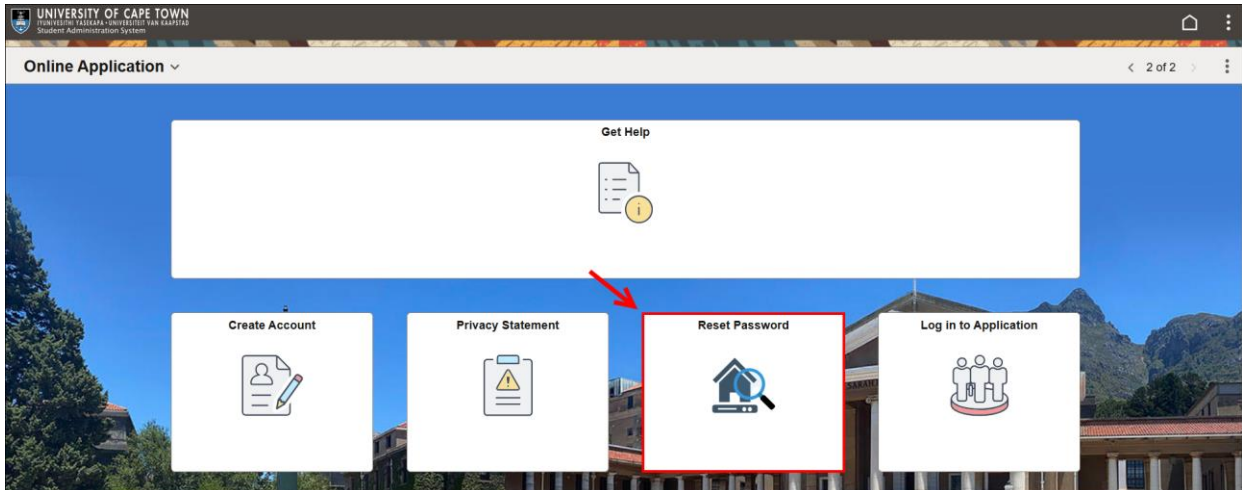 UNIVERSITY OF CAPE TOWN
IYUNIVESITHI YASEKAPA • UNIVERSITEIT VAN KAAPSTAD
Student Administration System
Online Application
2 of 2
Get Help
i
Create Account
Privacy Statement
Reset Password
Log in to Application
SARAH